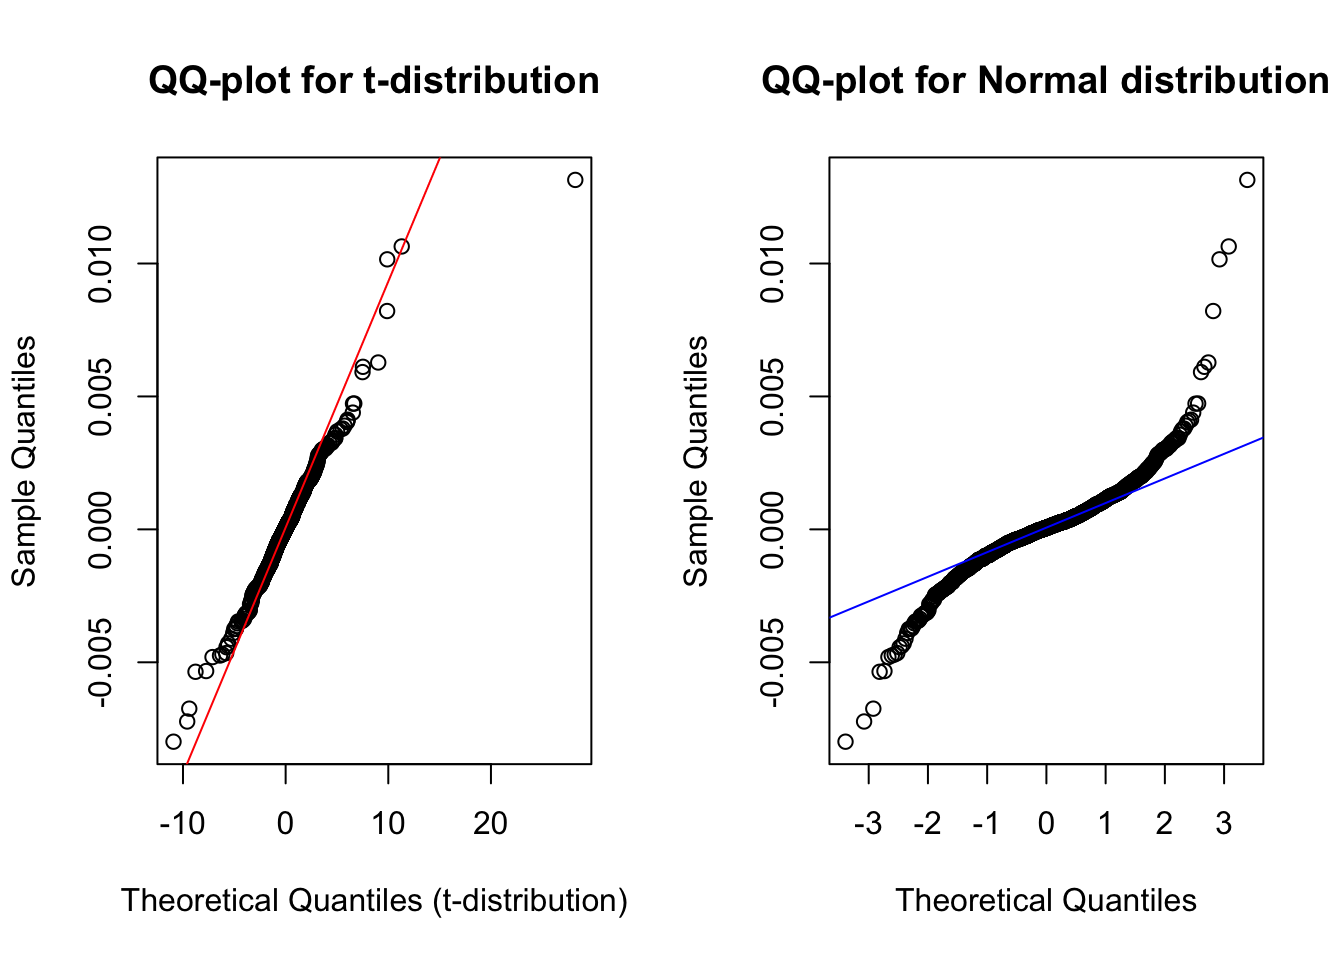 QQ-plot for t-distribution
Sample Quantiles
0.010
0.005
0.000
-0.005
-10 0 10 20
Theoretical Quantiles (t-distribution)
QQ-plot for Normal distribution
Sample Quantiles
0.010
0.005
0.000
-0.005
-3 -2 -1 0 1 2 3
Theoretical Quantiles